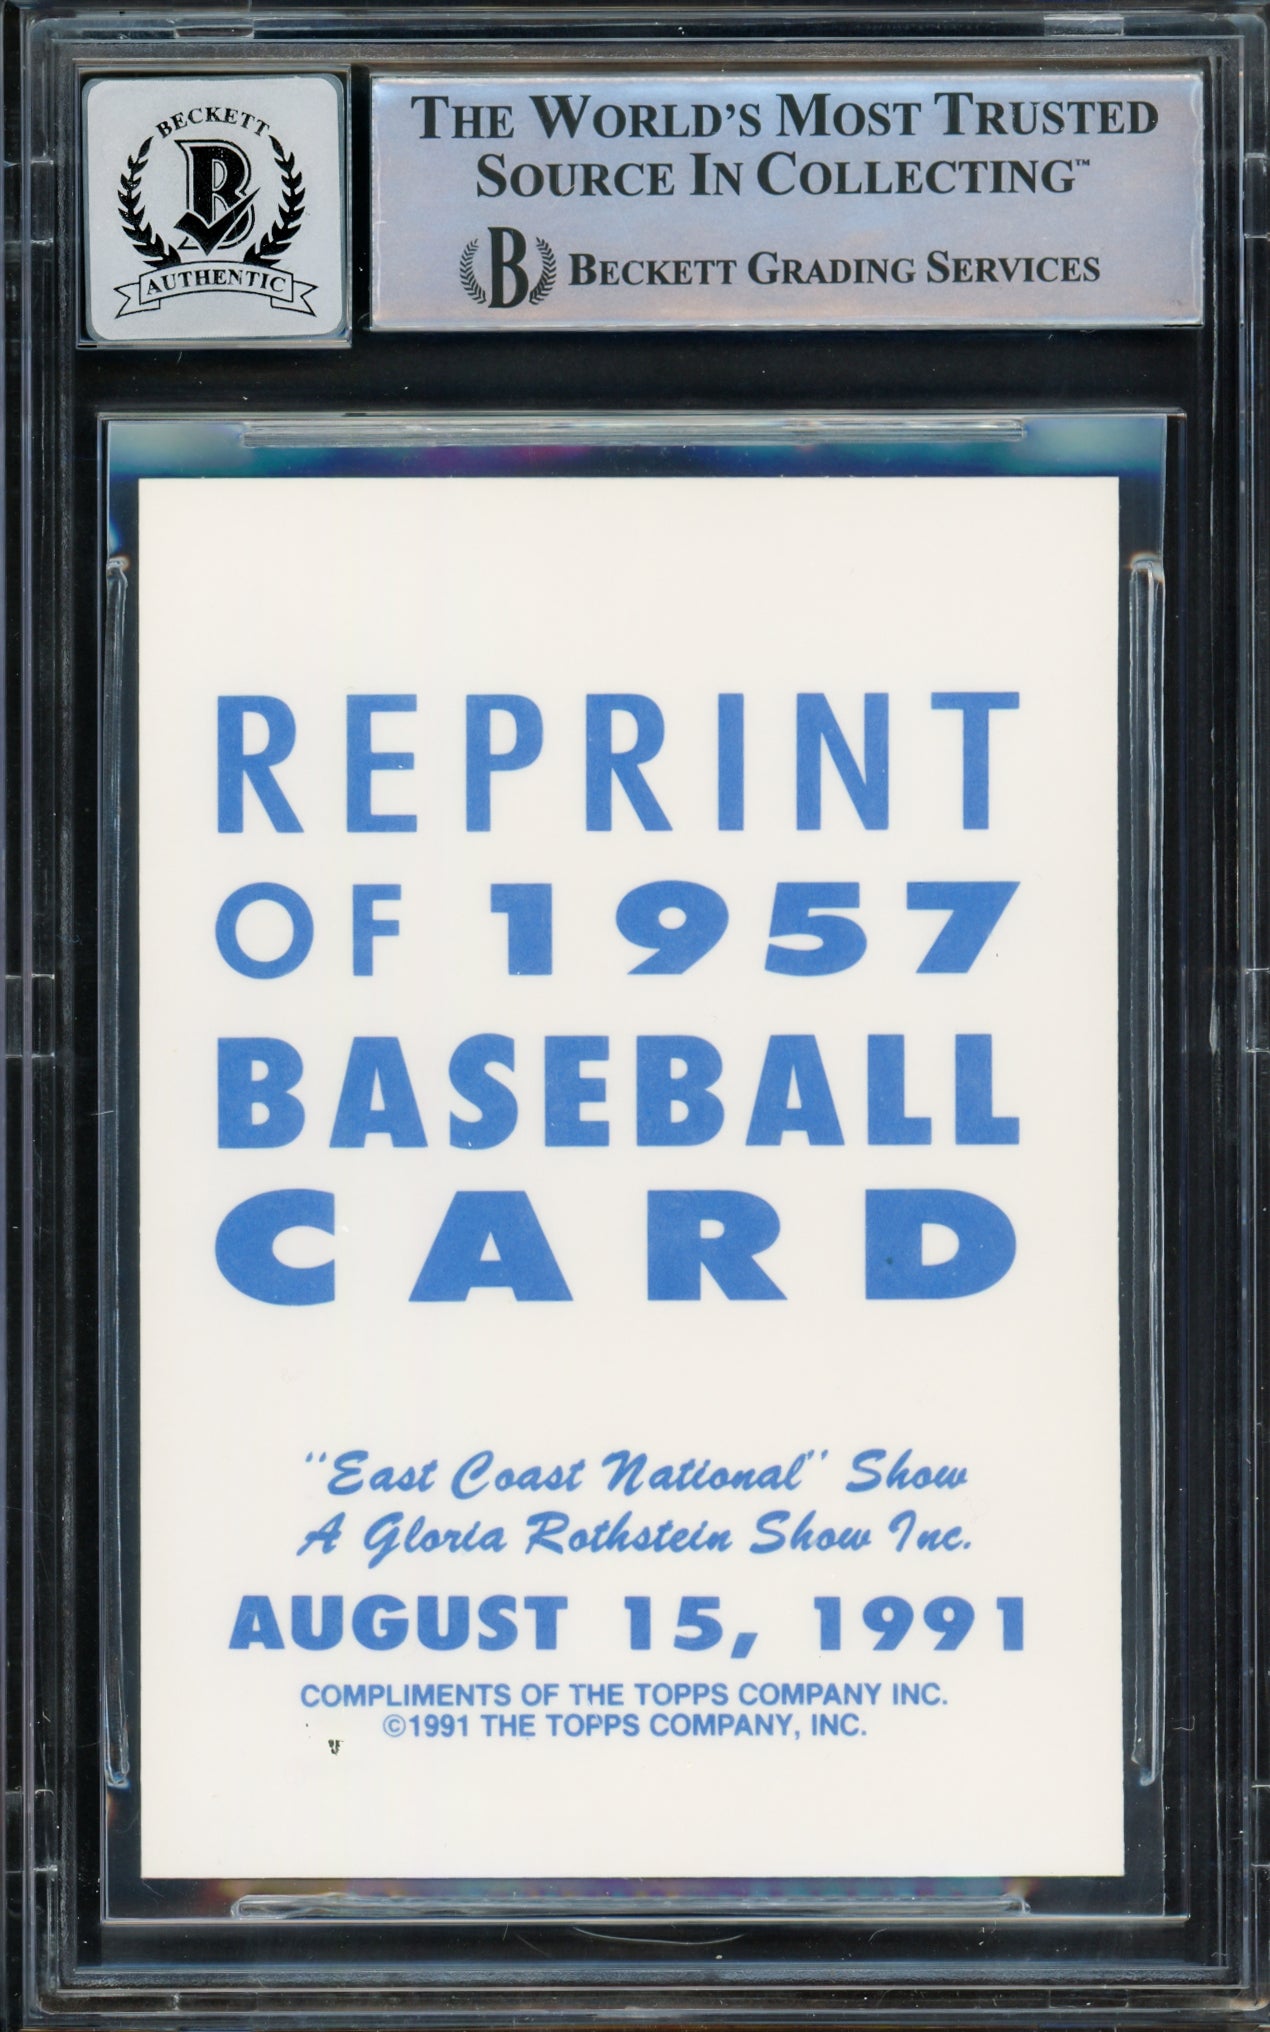 BECKETT
AUTHENTIC
THE WORLD'S MOST TRUSTED
SOURCE IN COLLECTING™
B BECKETT GRADING SERVICES
REPRINT
OF 1957
BASEBALL
CARD
"East Coast National" Show
A Gloria Rothstein Show Inc.
AUGUST 15, 1991
COMPLIMENTS OF THE TOPPS COMPANY INC.
©1991 THE TOPPS COMPANY, INC.